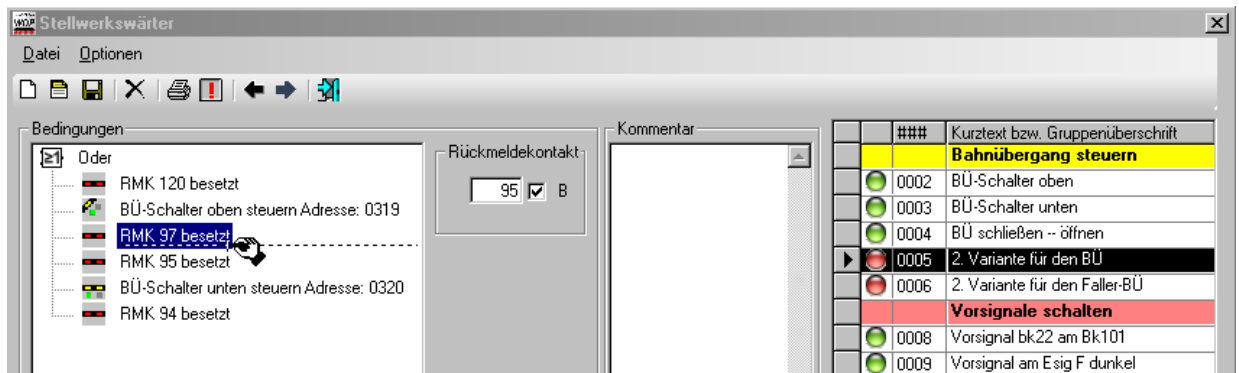 Stellwerkswärter
Datei Optionen
Bedingungen
≥1 Oder
RMK 120 besetzt
BÜ-Schalter oben steuern Adresse: 0319
RMK 97 besetzt
RMK 95 besetzt
BÜ-Schalter unten steuern Adresse: 0320
RMK 94 besetzt
Rückmeldekontakt
95 B
Kommentar
### Kurztext bzw. Gruppenüberschrift
Bahnübergang steuern
0002 BÜ-Schalter oben
0003 BÜ-Schalter unten
0004 BÜ schließen -- öffnen
0005 2. Variante für den BÜ
0006 2. Variante für den Faller-BÜ
Vorsignale schalten
0008 Vorsignal bk22 am Bk101
0009 Vorsignal am Esig F dunkel